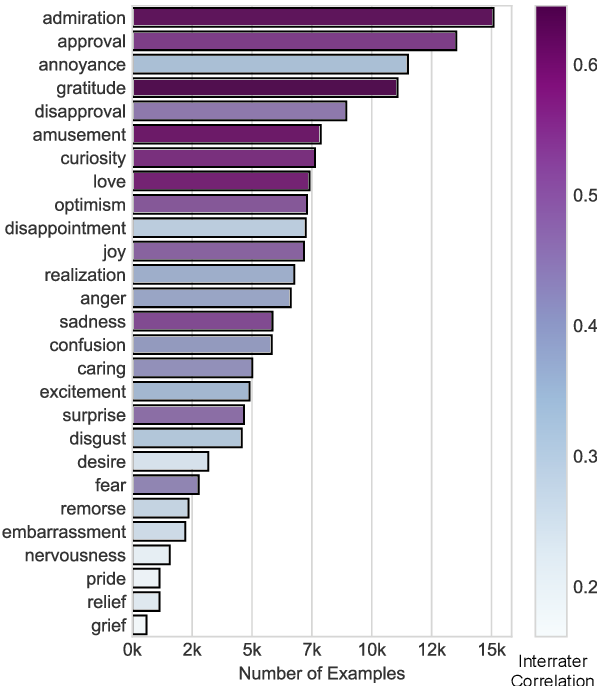 admiration
approval
annoyance
gratitude
disapproval
amusement
curiosity
love
optimism
disappointment
joy
realization
anger
sadness
confusion
caring
excitement
surprise
disgust
desire
fear
remorse
embarrassment
nervousness
pride
relief
grief
0k 2k 5k 7k 10k 12k 15k
Number of Examples
0.6
0.5
0.4
0.3
0.2
Interrater
Correlation